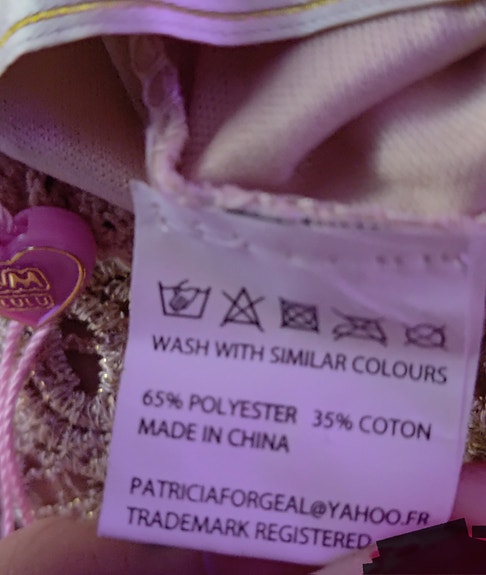 WASH WITH SIMILAR COLOURS
65% POLYESTER 35% COTON
MADE IN CHINA
PATRICIAFORGEAL@YAHOO.FR
TRADEMARK REGISTERED